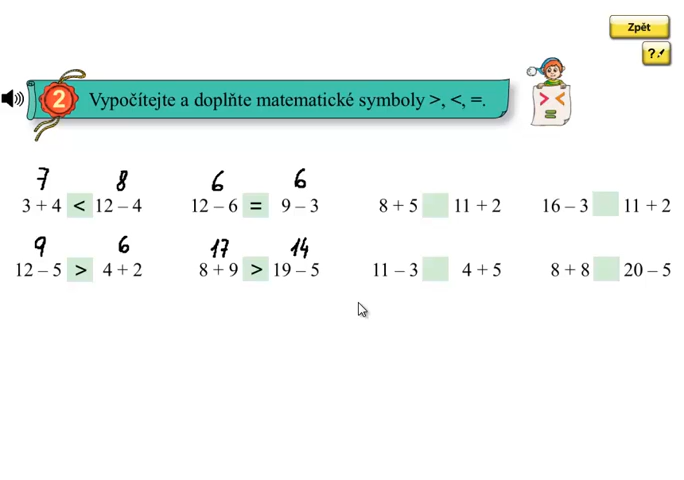 Zpět
?✓
2 Vypočítejte a doplňte matematické symboly >, <, =.
> <
=
7 8 6 6
3 + 4 < 12 – 4 12 – 6 = 9 – 3 8 + 5 11 + 2 16 – 3 11 + 2
9 6 17 14
12 – 5 > 4 + 2 8 + 9 > 19 – 5 11 – 3 4 + 5 8 + 8 20 – 5